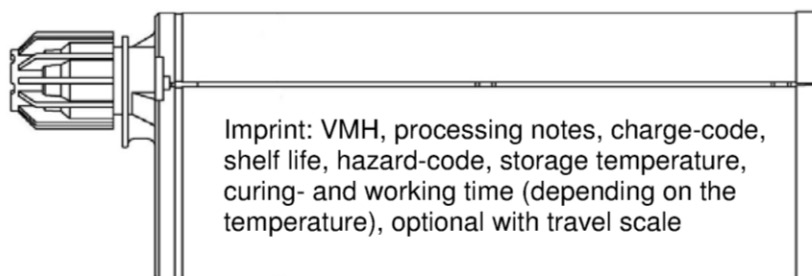 Imprint: VMH, processing notes, charge-code,
shelf life, hazard-code, storage temperature,
curing- and working time (depending on the
temperature), optional with travel scale